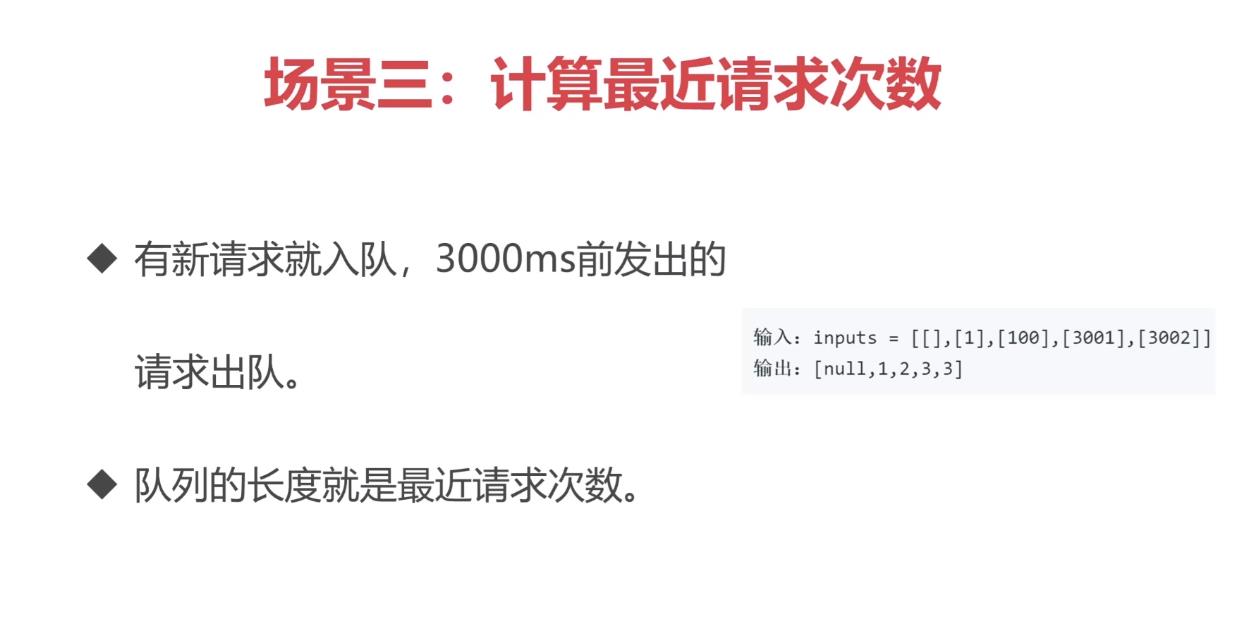 场景三：计算最近请求次数
◆ 有新请求就入队，3000ms前发出的
请求出队。
输入：inputs = [[],[1],[100],[3001],[3002]]
输出：[null,1,2,3,3]
◆ 队列的长度就是最近请求次数。